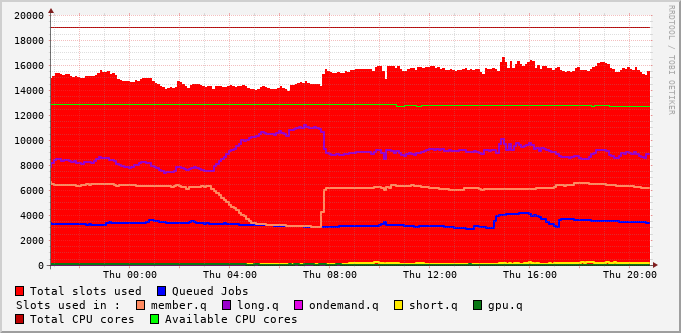 RRDTOOL / TOBI OETIKER
20000
18000
16000
14000
12000
10000
8000
6000
4000
2000
0
Thu 00:00 Thu 04:00 Thu 08:00 Thu 12:00 Thu 16:00 Thu 20:00
Total slots used Queued Jobs
Slots used in : member.q long.q ondemand.q short.q gpu.q
Total CPU cores Available CPU cores